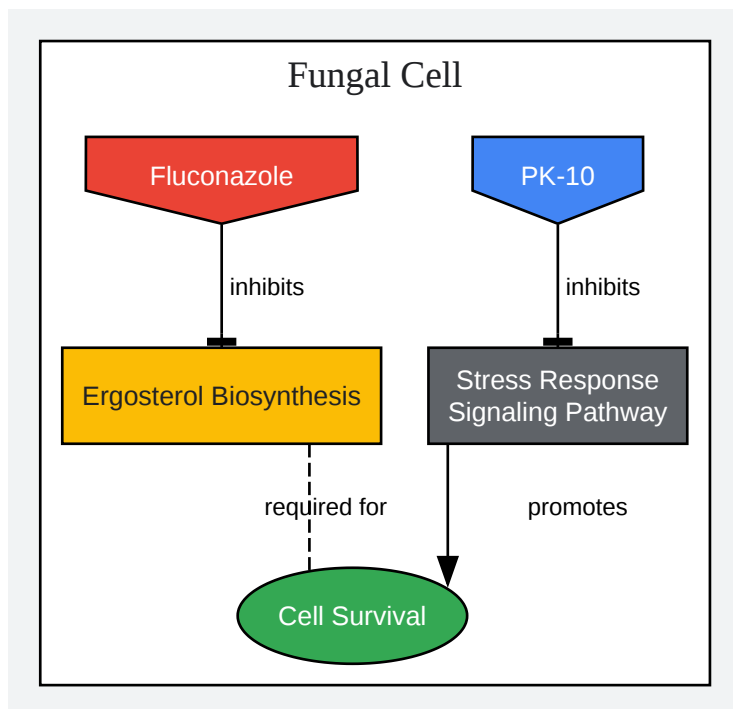 Fungal Cell
Fluconazole
PK-10
inhibits
inhibits
Ergosterol Biosynthesis
Stress Response
Signaling Pathway
required for
promotes
Cell Survival